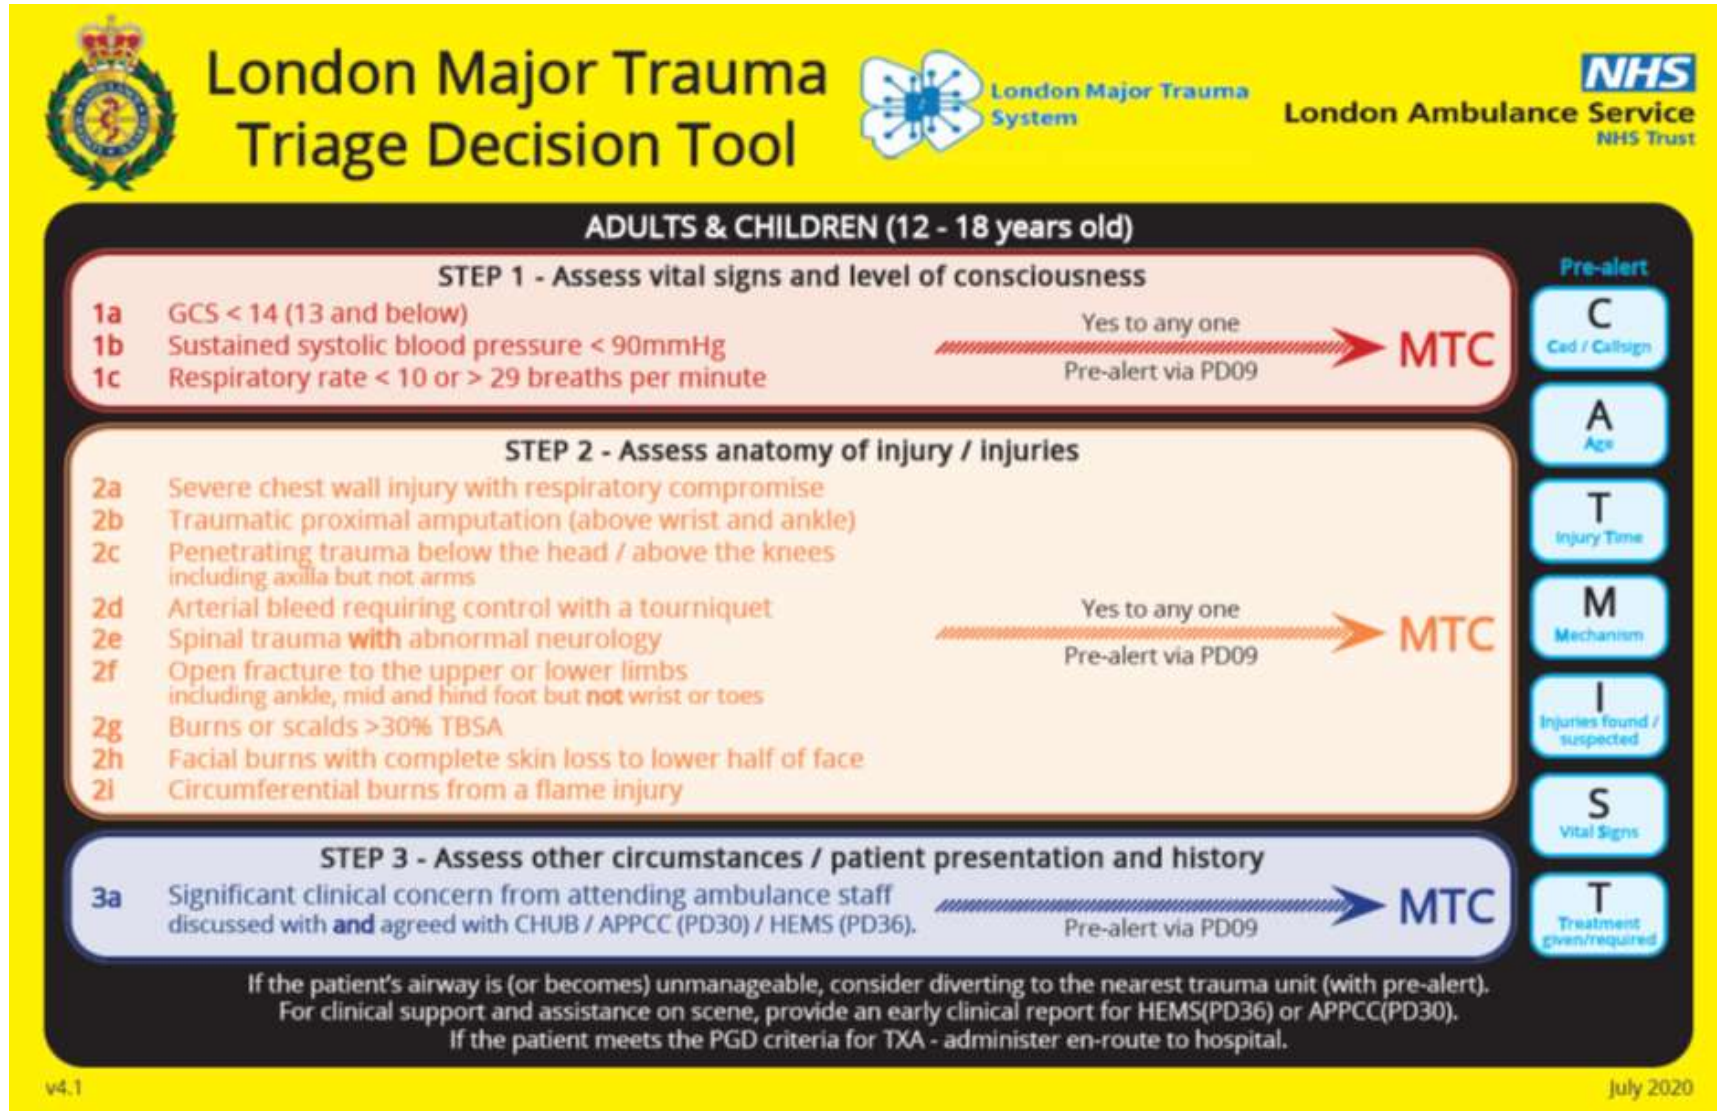 London Major Trauma
Triage Decision Tool
London Major Trauma
System
NHS
London Ambulance Service
NHS Trust
ADULTS & CHILDREN (12 - 18 years old)
STEP 1 - Assess vital signs and level of consciousness
1a GCS < 14 (13 and below)
1b Sustained systolic blood pressure < 90mmHg
1c Respiratory rate < 10 or > 29 breaths per minute
Yes to any one
Pre-alert via PD09
MTC
STEP 2 - Assess anatomy of injury / injuries
2a Severe chest wall injury with respiratory compromise
2b Traumatic proximal amputation (above wrist and ankle)
2c Penetrating trauma below the head / above the knees
including axilla but not arms
2d Arterial bleed requiring control with a tourniquet
2e Spinal trauma with abnormal neurology
2f Open fracture to the upper or lower limbs
including ankle, mid and hind foot but not wrist or toes
2g Burns or scalds >30% TBSA
2h Facial burns with complete skin loss to lower half of face
2i Circumferential burns from a flame injury
Yes to any one
Pre-alert via PD09
MTC
STEP 3 - Assess other circumstances / patient presentation and history
3a Significant clinical concern from attending ambulance staff
discussed with and agreed with CHUB / APPCC (PD30) / HEMS (PD36).
Pre-alert via PD09
MTC
Pre-alert
C
Cad / Callsign
A
Age
T
Injury Time
M
Mechanism
I
Injuries found /
suspected
S
Vital Signs
T
Treatment
given/required
If the patient's airway is (or becomes) unmanageable, consider diverting to the nearest trauma unit (with pre-alert).
For clinical support and assistance on scene, provide an early clinical report for HEMS(PD36) or APPCC(PD30).
If the patient meets the PGD criteria for TXA - administer en-route to hospital.
v4.1
July 2020